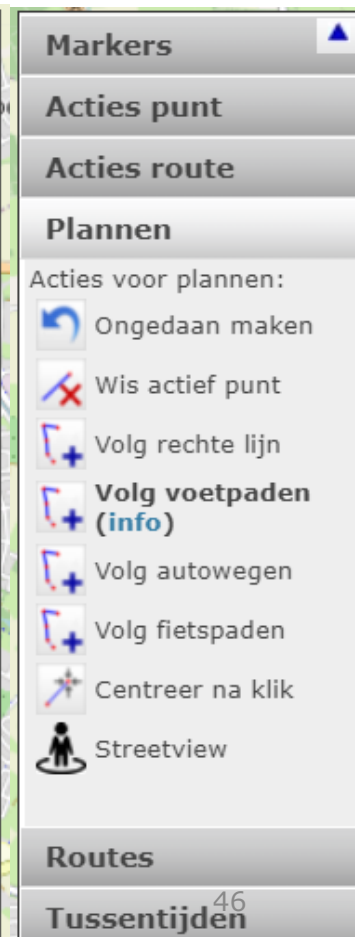 Markers
Acties punt
Acties route
Plannen
Acties voor plannen:
Ongedaan maken
Wis actief punt
Volg rechte lijn
Volg voetpaden
(info)
Volg autowegen
Volg fietspaden
Centreer na klik
Streetview
Routes
46
Tussentijden